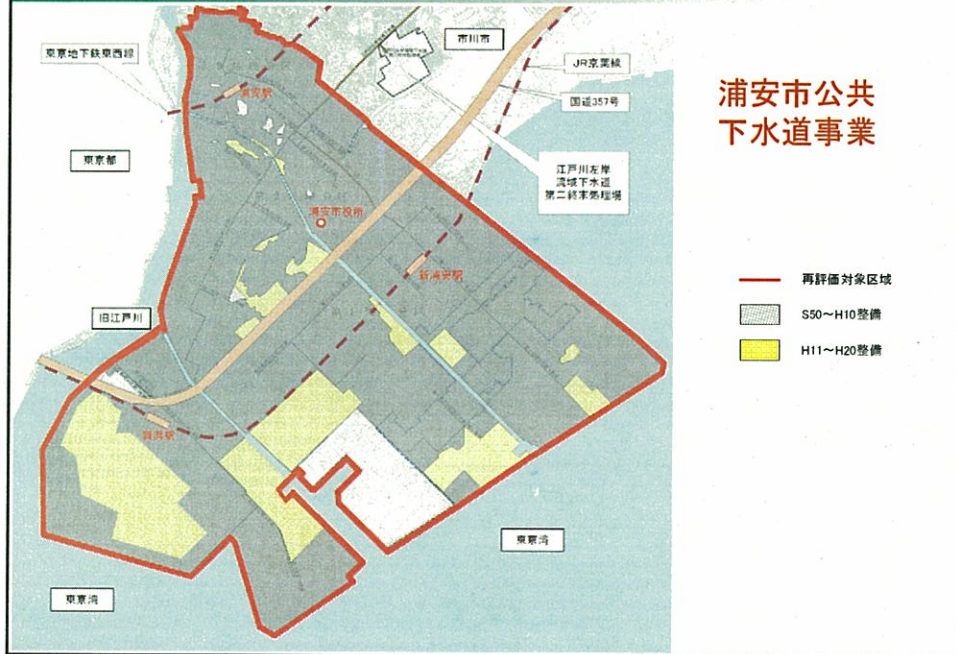 東京地下鉄東西線
市川市
JR京葉線
国道357号
浦安市公共
下水道事業
浦安駅
東京都
江戸川左岸
流域下水道
第二終末処理場
浦安市役所
新浦安駅
旧江戸川
再評価対象区域
S50～H10整備
H11～H20整備
舞浜駅
東京湾
東京湾